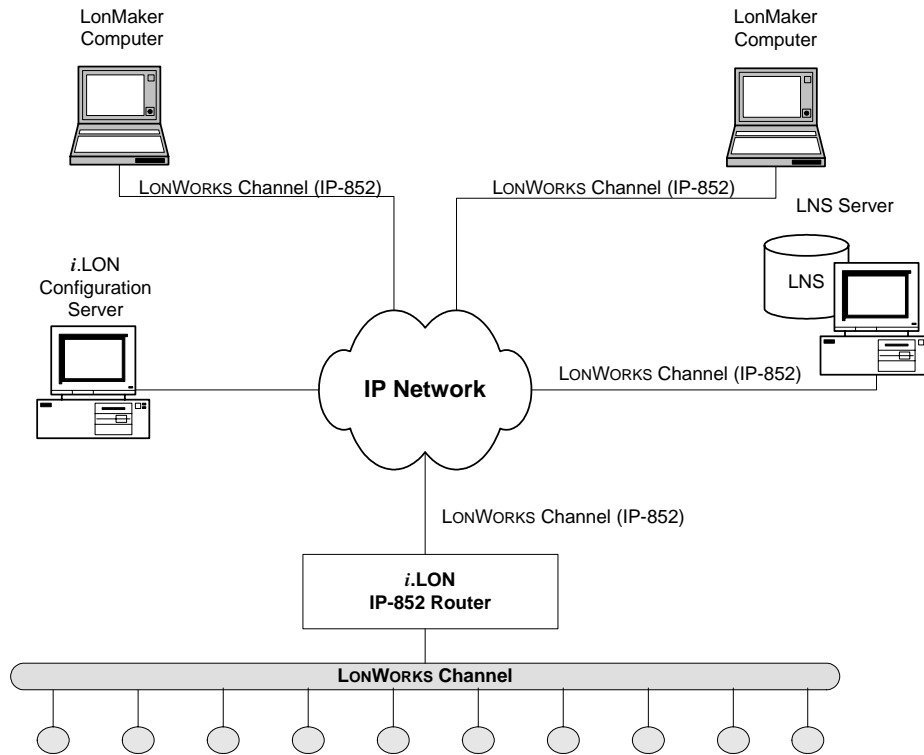 LonMaker
Computer
LonMaker
Computer
LONWORKS Channel (IP-852)
LONWORKS Channel (IP-852)
LNS Server
LNS
i.LON
Configuration
Server
IP Network
LONWORKS Channel (IP-852)
LONWORKS Channel (IP-852)
i.LON
IP-852 Router
LONWORKS Channel